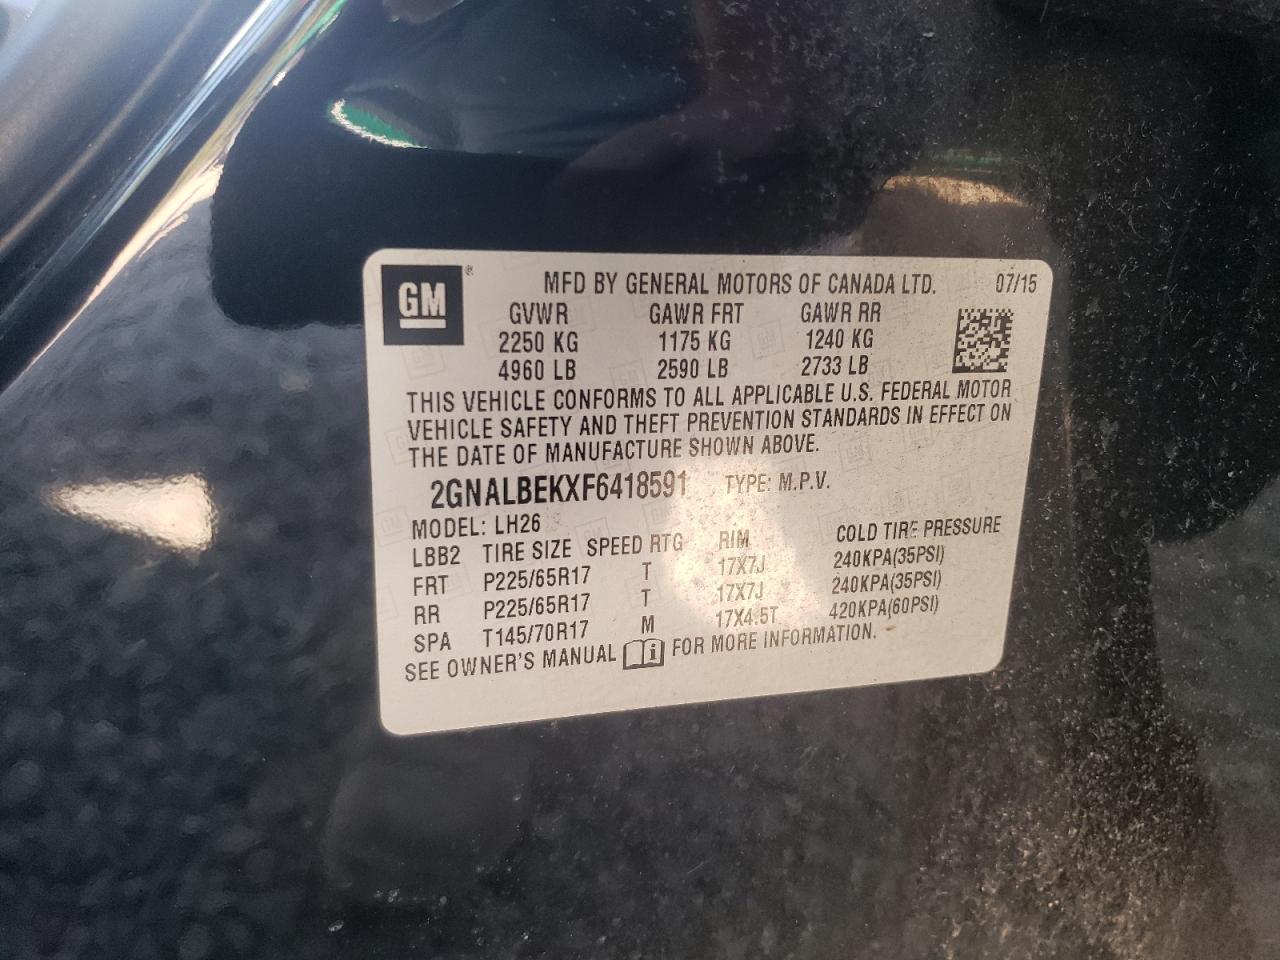 GM ® MFD BY GENERAL MOTORS OF CANADA LTD. 07/15
GVWR GAWR FRT GAWR RR
2250 KG 1175 KG 1240 KG
4960 LB 2590 LB 2733 LB
THIS VEHICLE CONFORMS TO ALL APPLICABLE U.S. FEDERAL MOTOR
VEHICLE SAFETY AND THEFT PREVENTION STANDARDS IN EFFECT ON
THE DATE OF MANUFACTURE SHOWN ABOVE.
2GNALBEKXF6418591 TYPE: M.P.V.
MODEL: LH26
LBB2 TIRE SIZE SPEED RTG RIM COLD TIRE PRESSURE
FRT P225/65R17 T 17X7J 240KPA(35PSI)
RR P225/65R17 T 17X7J 240KPA(35PSI)
SPA T145/70R17 M 17X4.5T 420KPA(60PSI)
SEE OWNER'S MANUAL i FOR MORE INFORMATION.